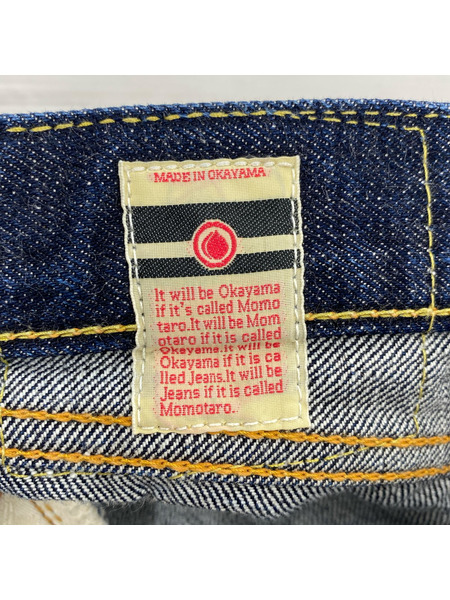 MADE IN OKAYAMA
It will be Okayama
if it's called Momo
taro.It will be Mom
otaro if it is called
Okayama.It will be
Okayama if it is ca
lled Jeans.It will be
Jeans if it is called
Momotaro.